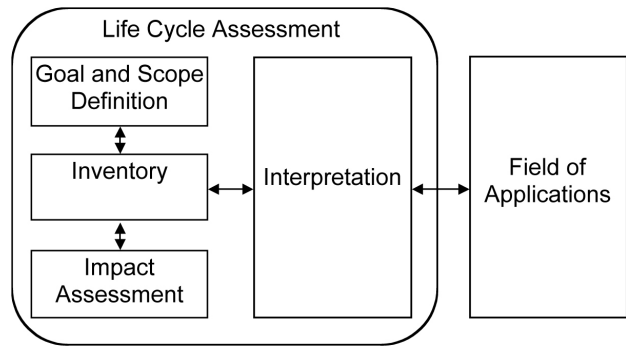 Life Cycle Assessment
Goal and Scope
Definition
Inventory
Impact
Assessment
Interpretation
Field of
Applications